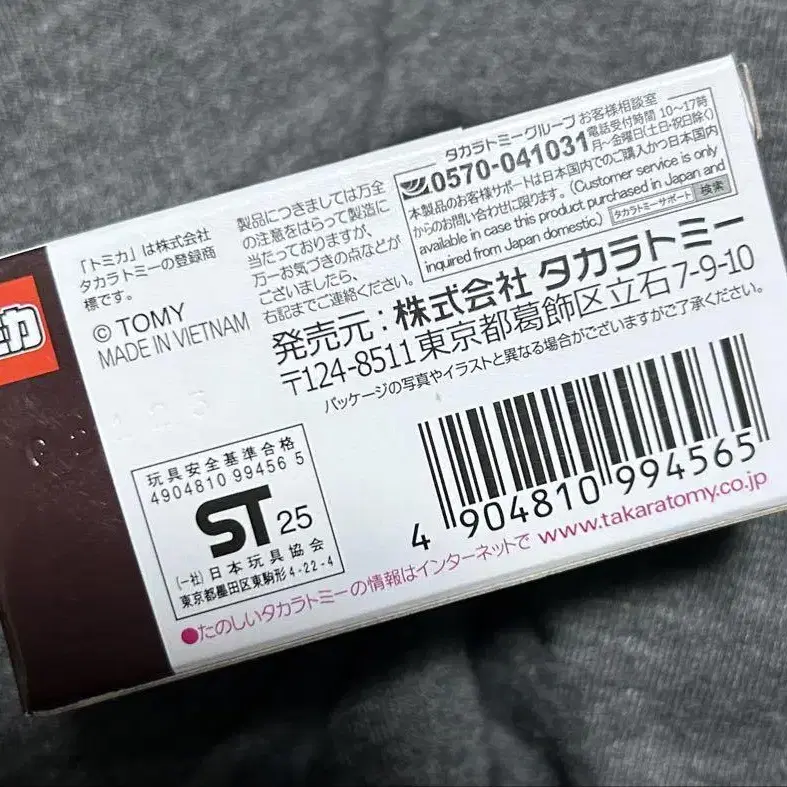 ミカ
「トミカ」は株式会社
タカラトミーの登録商
標です。
© TOMY
MADE IN VIETNAM
製品につきましては万全
の注意をはらって製造に
当たっておりますが、
万一お気づきの点などが
ございましたら、
右記までご連絡ください。
タカラトミーグループ お客様相談室
0570-041031
電話受付時間 10〜17時
月〜金曜日(土・日・祝日除く)
本製品のお客様サポートは日本国内でのご購入かつ日本国内
からのお問い合わせに限ります。(Customer service is only
available in case this product purchased in Japan and
inquired from Japan domestic.)
タカラトミーサポート 検索
発売元:株式会社 タカラトミー
〒124-8511 東京都葛飾区立石7-9-10
パッケージの写真やイラストと異なる場合がございますがご了承ください。
玩具安全基準合格
4904810 99456 5
ST 25
(一社)日本玩具協会
東京都墨田区東駒形4-22-4
4 904810 994565
●たのしいタカラトミーの情報はインターネットで www.takaratomy.co.jp